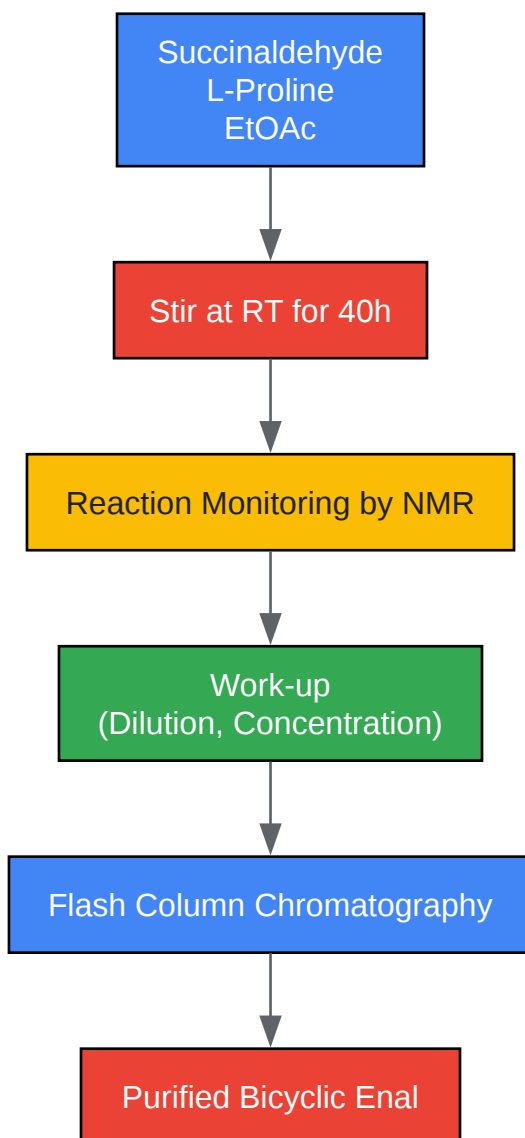 Succinaldehyde
L-Proline
EtOAc
Stir at RT for 40h
Reaction Monitoring by NMR
Work-up
(Dilution, Concentration)
Flash Column Chromatography
Purified Bicyclic Enal